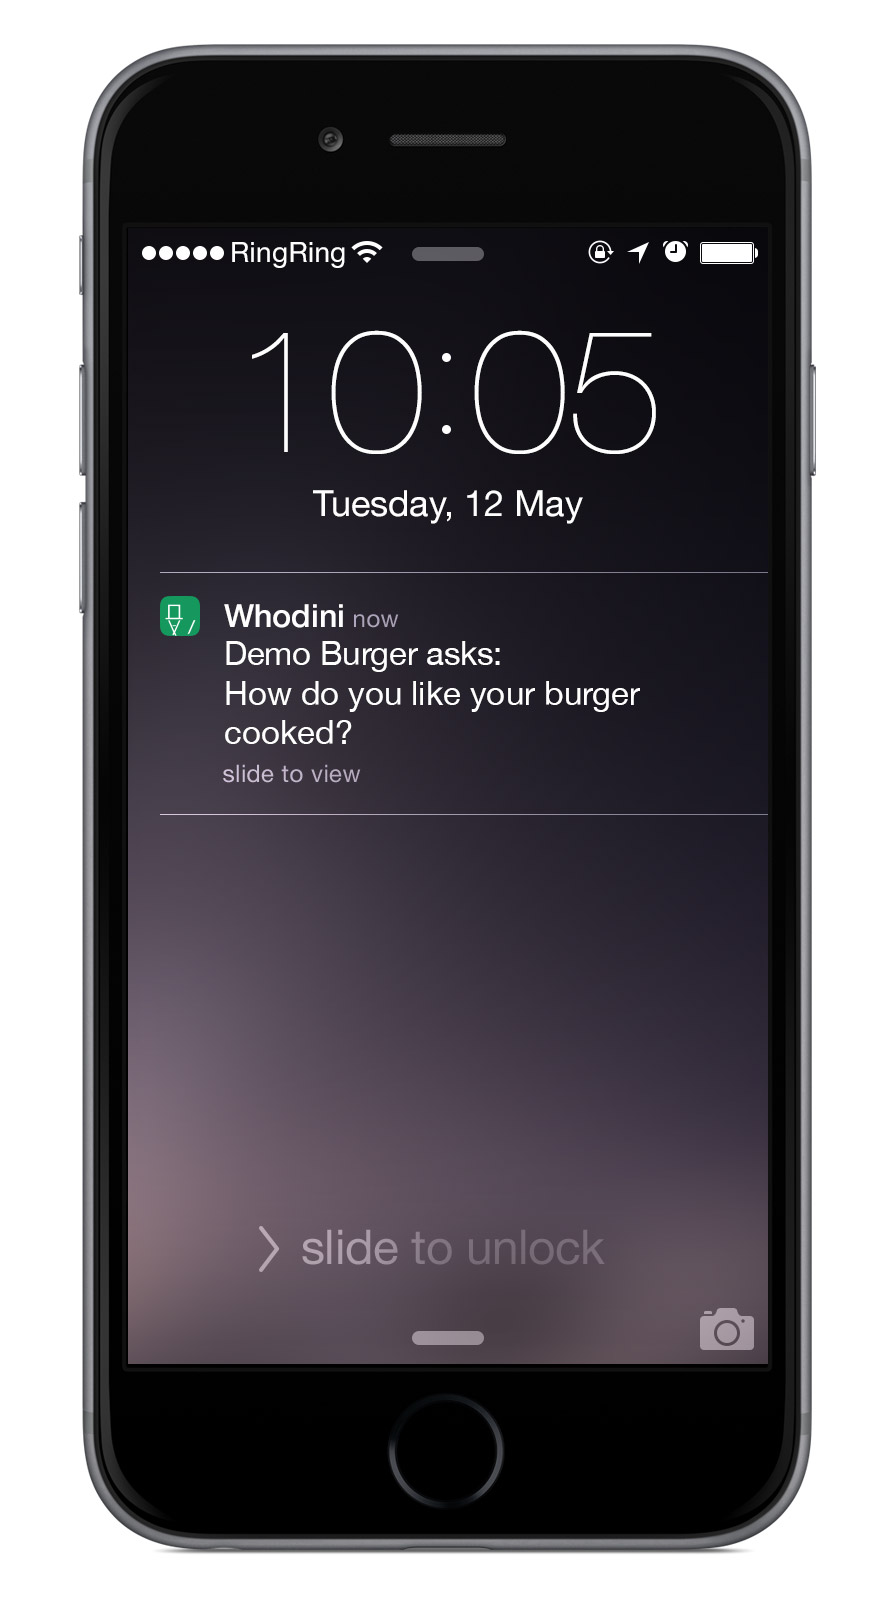 RingRing
10:05
Tuesday, 12 May
Whodini now
Demo Burger asks:
How do you like your burger
cooked?
slide to view
slide to unlock